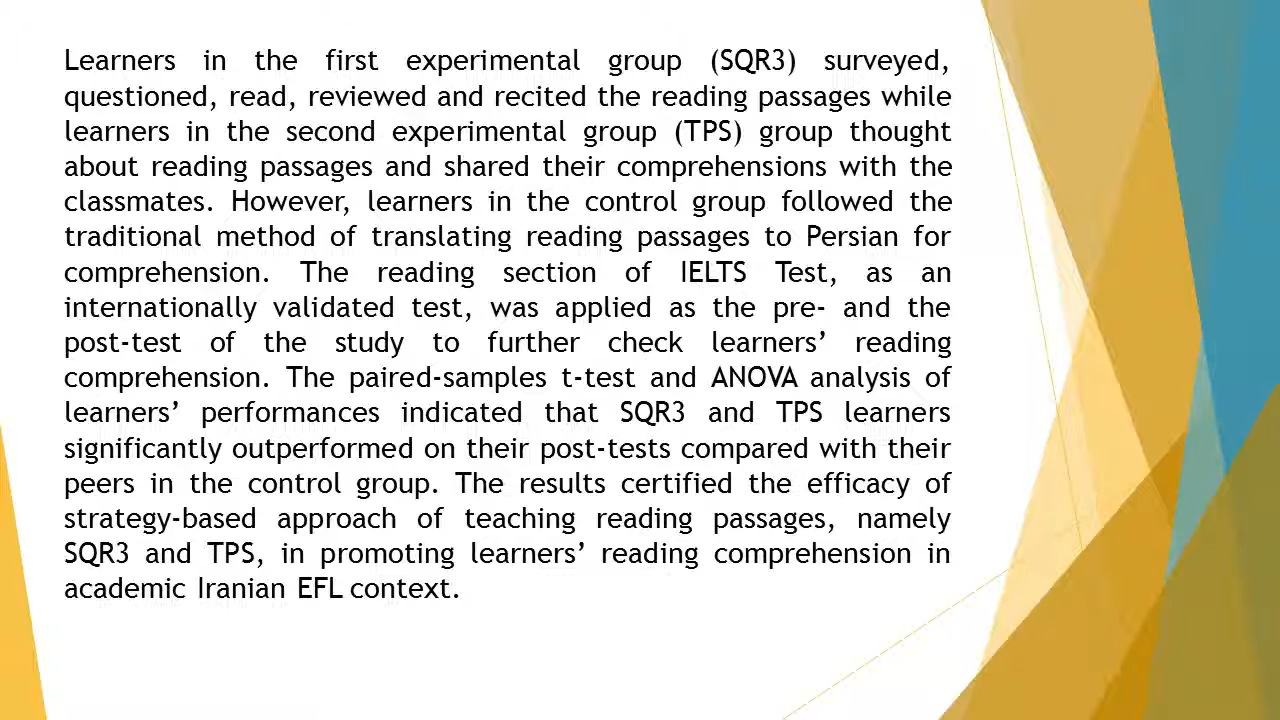 Learners in the first experimental group (SQR3) surveyed,
questioned, read, reviewed and recited the reading passages while
learners in the second experimental group (TPS) group thought
about reading passages and shared their comprehensions with the
classmates. However, learners in the control group followed the
traditional method of translating reading passages to Persian for
comprehension. The reading section of IELTS Test, as an
internationally validated test, was applied as the pre- and the
post-test of the study to further check learners’ reading
comprehension. The paired-samples t-test and ANOVA analysis of
learners’ performances indicated that SQR3 and TPS learners
significantly outperformed on their post-tests compared with their
peers in the control group. The results certified the efficacy of
strategy-based approach of teaching reading passages, namely
SQR3 and TPS, in promoting learners’ reading comprehension in
academic Iranian EFL context.